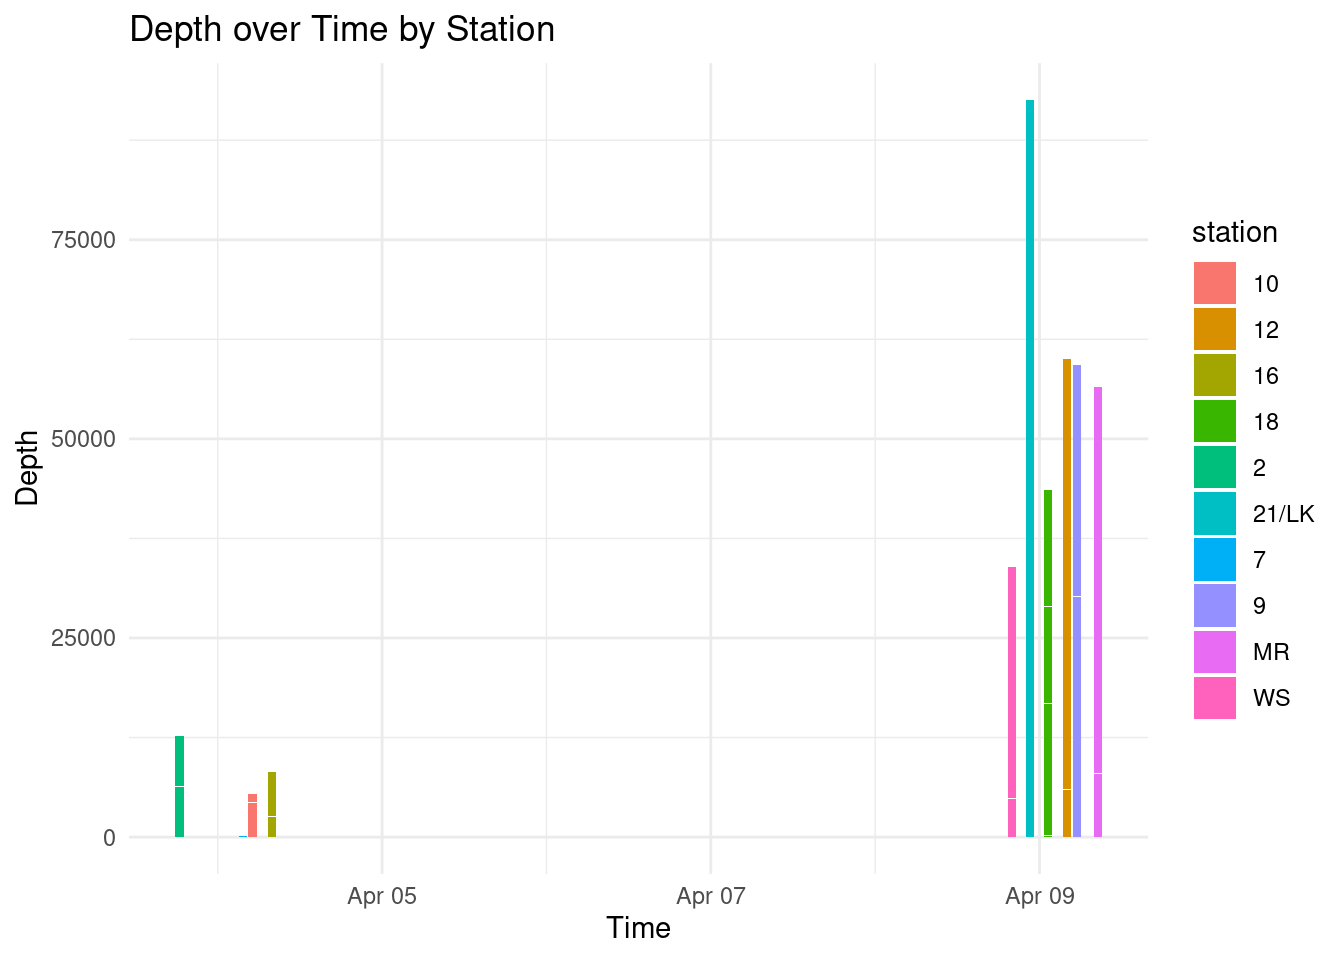 Depth over Time by Station
75000
50000
25000
0
Depth
Apr 05
Apr 07
Apr 09
Time
station
10
12
16
18
2
21/LK
7
9
MR
WS